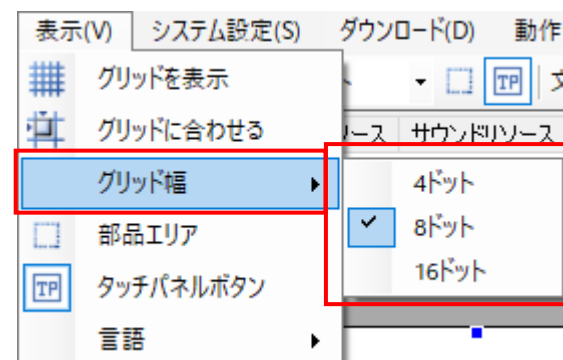 表示(V) システム設定(S) ダウンロード(D) 動作
グリッドを表示
TP
グリッドに合わせる
ソース サウンドリソース
グリッド幅
4ドット
8ドット
16ドット
部品エリア
TP タッチパネルボタン
言語